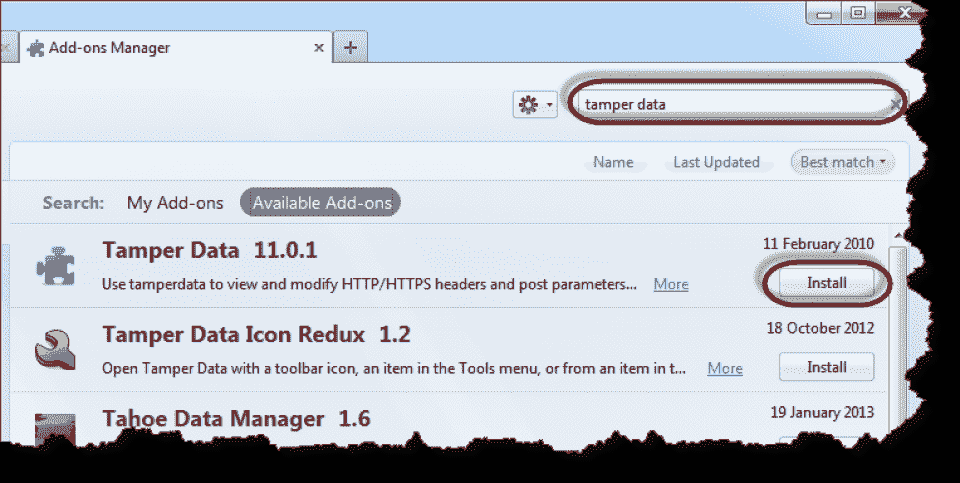 Add-ons Manager
tamper data
Name Last Updated Best match
Search: My Add-ons Available Add-ons
Tamper Data 11.0.1 11 February 2010
Use tamperdata to view and modify HTTP/HTTPS headers and post parameters... More Install
Tamper Data Icon Redux 1.2 18 October 2012
Open Tamper Data with a toolbar icon, an item in the Tools menu, or from an item in t... More Install
Tahoe Data Manager 1.6 19 January 2013